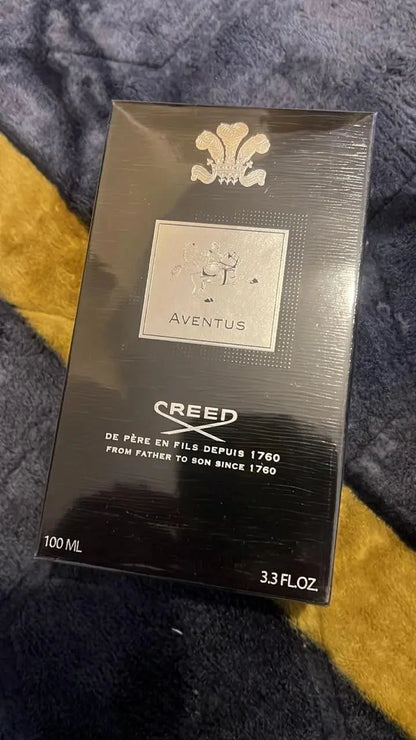 AVENTUS
CREED
DE PÈRE EN FILS DEPUIS 1760
FROM FATHER TO SON SINCE 1760
100 ML
3.3 FL.OZ.